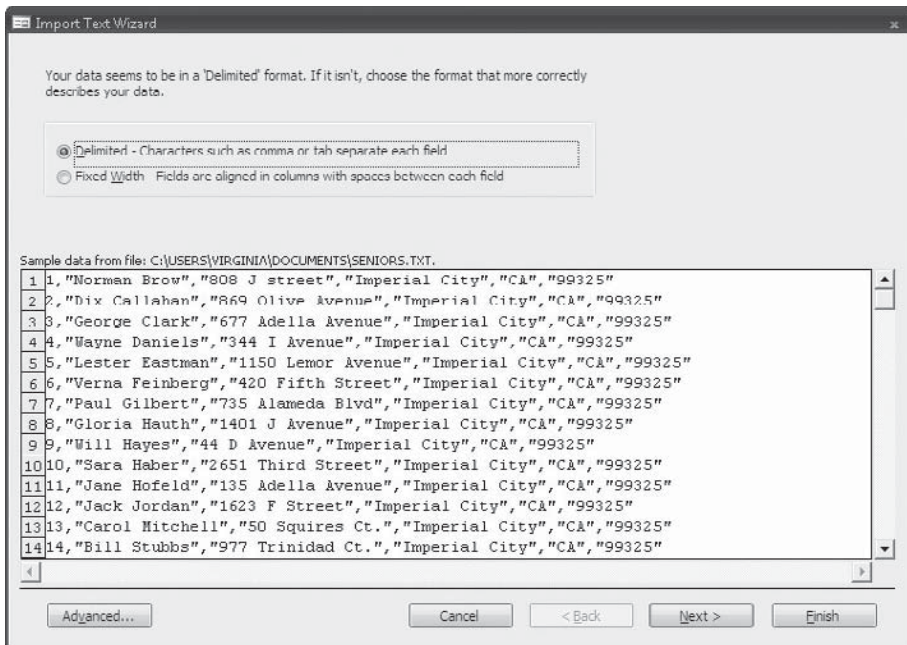 Import Text Wizard
Your data seems to be in a 'Delimited' format. If it isn't, choose the format that more correctly
describes your data.
Delimited - Characters such as comma or tab separate each field
Fixed Width Fields are aligned in columns with spaces between each field
Sample data from file: C:\USERS\VIRGINIA\DOCUMENTS\SENIORS.TXT.
1 1,"Norman Brow","808 J street","Imperial City","CA","99325"
2 2,"Dix Callahan","869 Olive Avenue","Imperial City","CA","99325"
3 3,"George Clark","677 Adella Avenue","Imperial City","CA","99325"
4 4,"Wayne Daniels","344 I Avenue","Imperial City","CA","99325"
5 5,"Lester Eastman","1150 Lemor Avenue","Imperial City","CA","99325"
6 6,"Verna Feinberg","420 Fifth Street","Imperial City","CA","99325"
7 7,"Paul Gilbert","735 Alameda Blvd","Imperial City","CA","99325"
8 8,"Gloria Hauth","1401 J Avenue","Imperial City","CA","99325"
9 9,"Will Hayes","44 D Avenue","Imperial City","CA","99325"
10 10,"Sara Haber","2651 Third Street","Imperial City","CA","99325"
11 11,"Jane Hofeld","135 Adella Avenue","Imperial City","CA","99325"
12 12,"Jack Jordan","1623 F Street","Imperial City","CA","99325"
13 13,"Carol Mitchell","50 Squires Ct.","Imperial City","CA","99325"
14 14,"Bill Stubbs","977 Trinidad Ct.","Imperial City","CA","99325"
Advanced... Cancel < Back Next > Finish